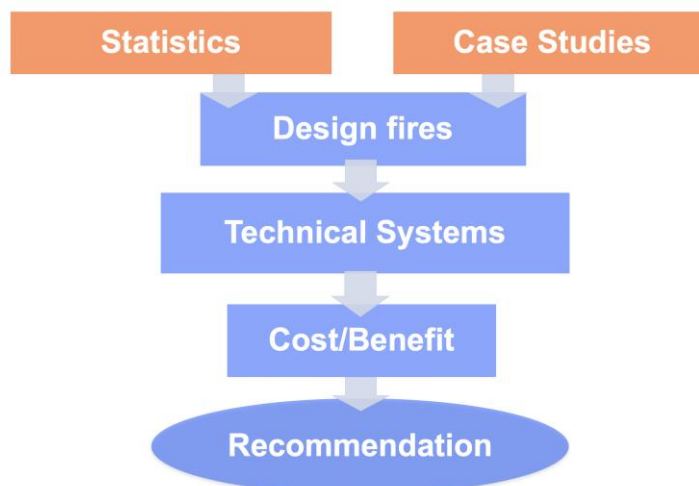 Statistics
Case Studies
Design fires
Technical Systems
Cost/Benefit
Recommendation